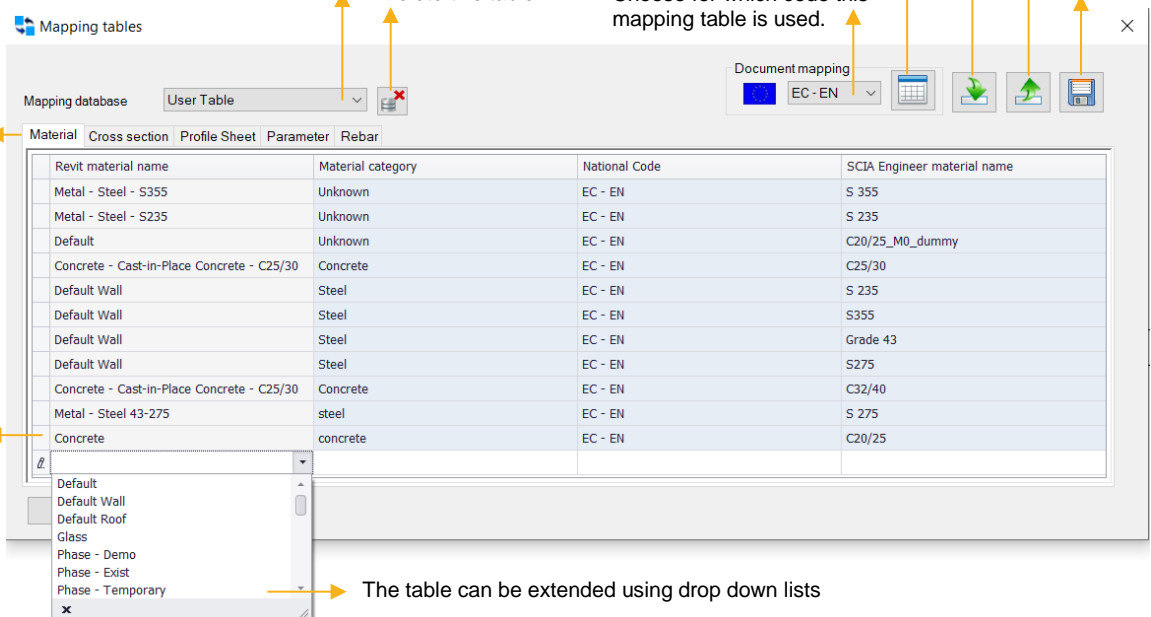 this table
Choose for which code this
mapping table is used.
Mapping tables
Document mapping
Mapping database
User Table
EC - EN
Material Cross section Profile Sheet Parameter Rebar
Revit material name Material category National Code SCIA Engineer material name
Metal - Steel - S355 Unknown EC - EN S 355
Metal - Steel - S235 Unknown EC - EN S 235
Default Unknown EC - EN C20/25_M0_dummy
Concrete - Cast-in-Place Concrete - C25/30 Concrete EC - EN C25/30
Default Wall Steel EC - EN S 235
Default Wall Steel EC - EN S355
Default Wall Steel EC - EN Grade 43
Default Wall Steel EC - EN S275
Concrete - Cast-in-Place Concrete - C25/30 Concrete EC - EN C32/40
Metal - Steel 43-275 steel EC - EN S 275
Concrete concrete EC - EN C20/25
Default
Default Wall
Default Roof
Glass
Phase - Demo
Phase - Exist
Phase - Temporary
The table can be extended using drop down lists